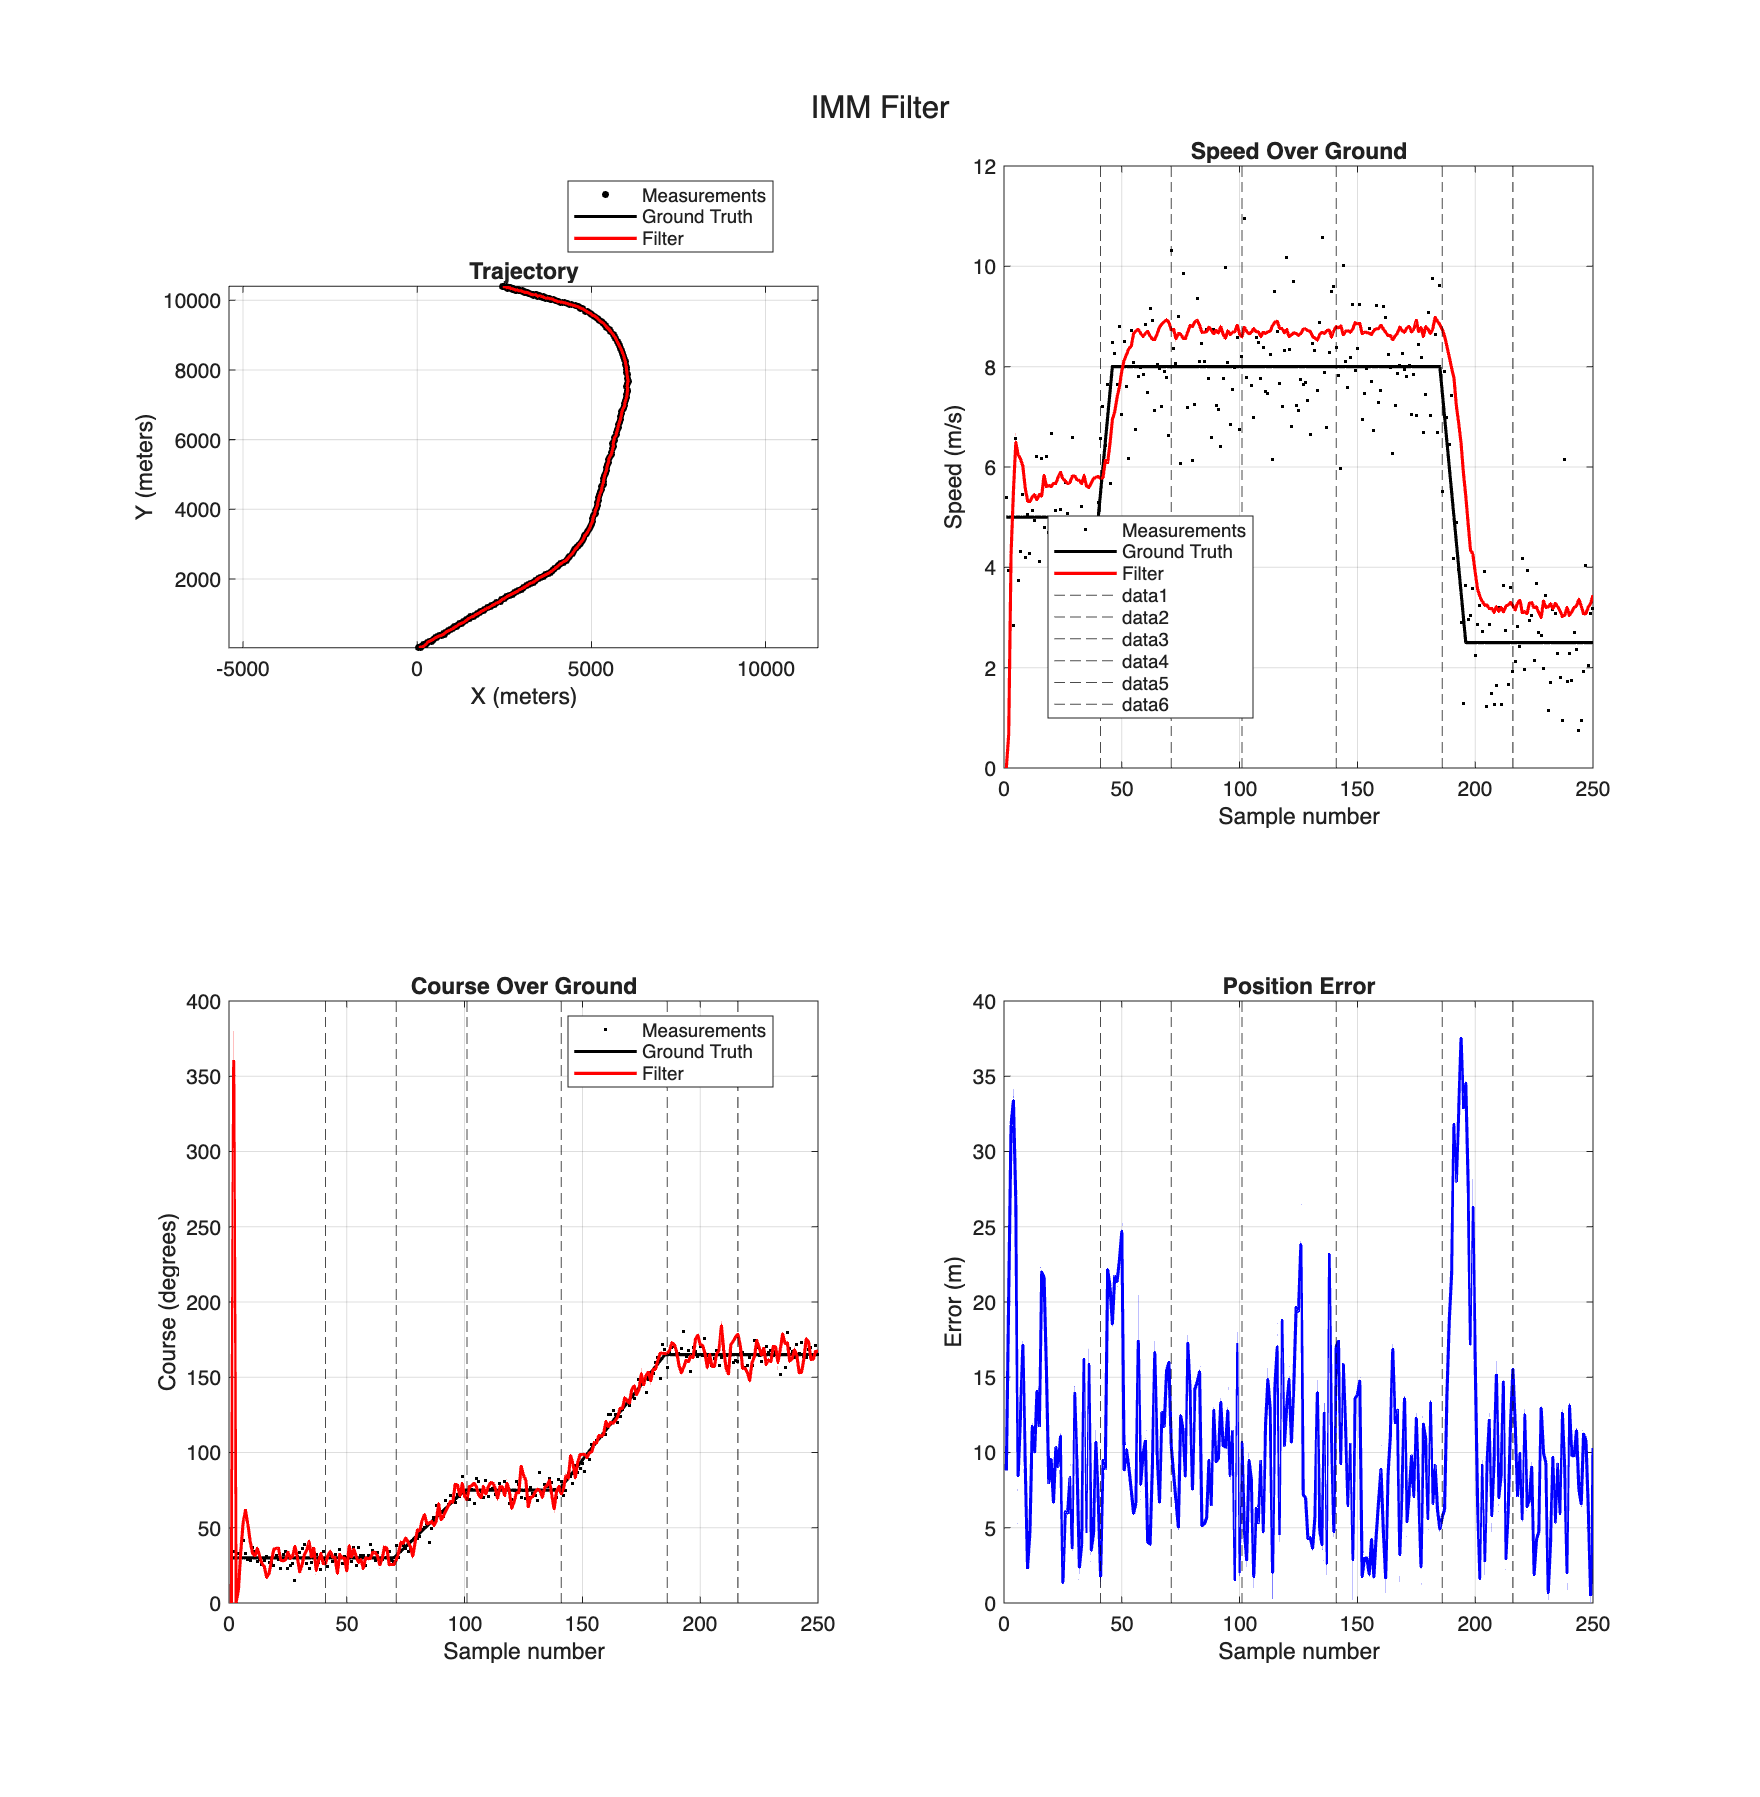 IMM Filter
Measurements
Ground Truth
Filter
Trajectory
10000
8000
6000
4000
2000
Y (meters)
-5000
0
5000
10000
X (meters)
Speed Over Ground
12
10
8
6
4
2
0
Speed (m/s)
Measurements
Ground Truth
Filter
data1
data2
data3
data4
data5
data6
0
50
100
150
200
250
Sample number
Course Over Ground
400
350
300
250
200
150
100
50
0
Course (degrees)
Measurements
Ground Truth
Filter
0
50
100
150
200
250
Sample number
Position Error
40
35
30
25
20
15
10
5
0
Error (m)
0
50
100
150
200
250
Sample number